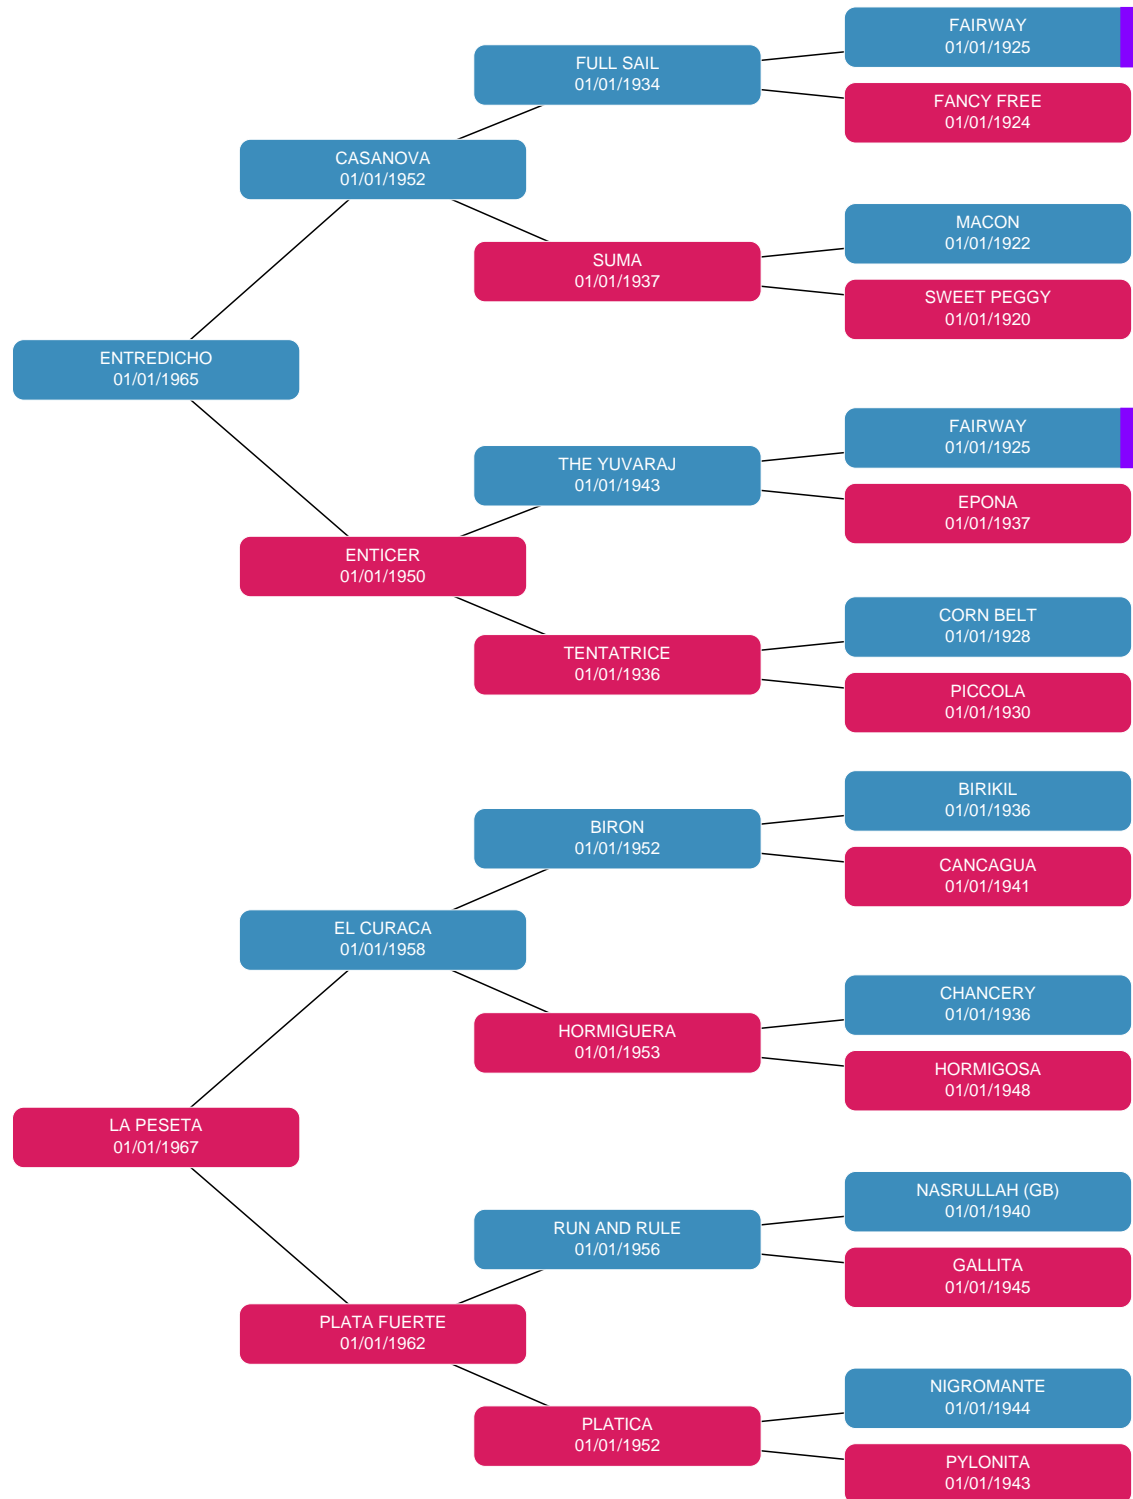 FAIRWAY
01/01/1925
FULL SAIL
01/01/1934
FANCY FREE
01/01/1924
CASANOVA
01/01/1952
MACON
01/01/1922
SUMA
01/01/1937
SWEET PEGGY
01/01/1920
ENTREDICHO
01/01/1965
FAIRWAY
01/01/1925
THE YUVARAJ
01/01/1943
EPONA
01/01/1937
ENTICER
01/01/1950
CORN BELT
01/01/1928
TENTATRICE
01/01/1936
PICCOLA
01/01/1930
BIRIKIL
01/01/1936
BIRON
01/01/1952
CANCAGUA
01/01/1941
EL CURACA
01/01/1958
CHANCERY
01/01/1936
HORMIGUERA
01/01/1953
HORMIGOSA
01/01/1948
LA PESETA
01/01/1967
NASRULLAH (GB)
01/01/1940
RUN AND RULE
01/01/1956
GALLITA
01/01/1945
PLATA FUERTE
01/01/1962
NIGROMANTE
01/01/1944
PLATICA
01/01/1952
PYLONITA
01/01/1943